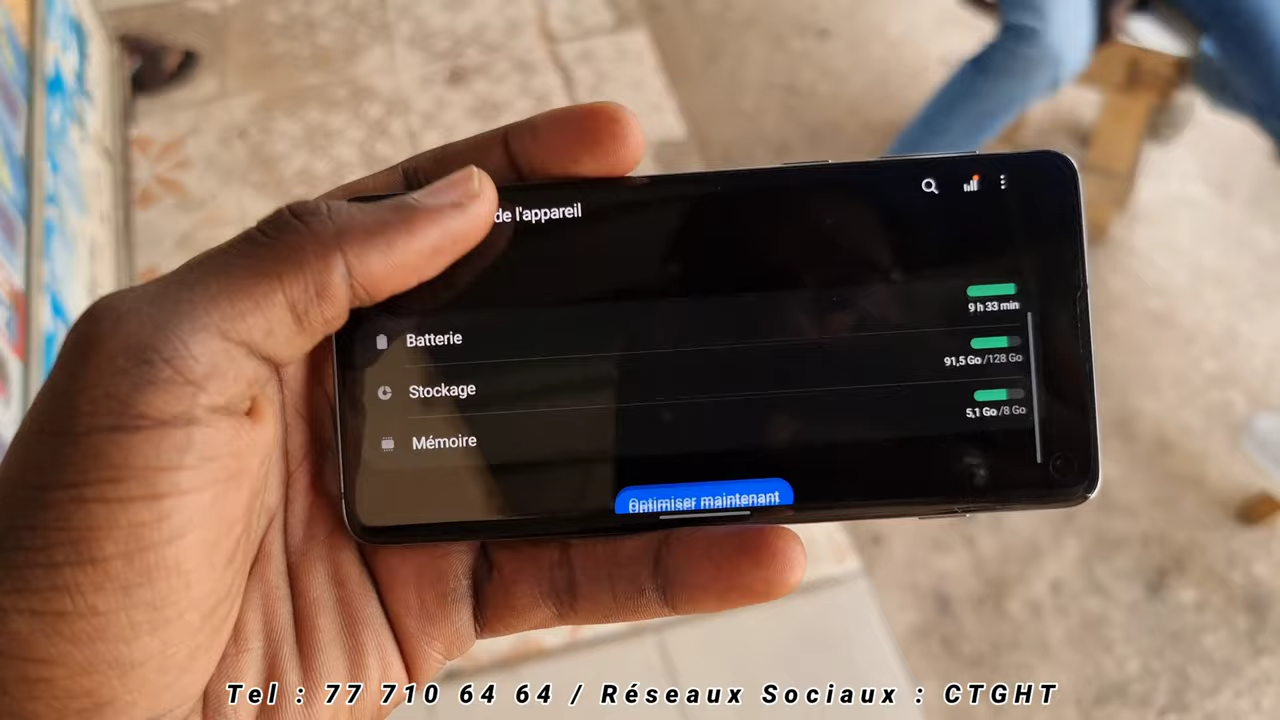 de l'appareil
Batterie
9 h 33 min
Stockage
91,5 Go /128 Go
Mémoire
5,1 Go /8 Go
Optimiser maintenant
Tel : 77 710 64 64 / Réseaux Sociaux : CTGHT